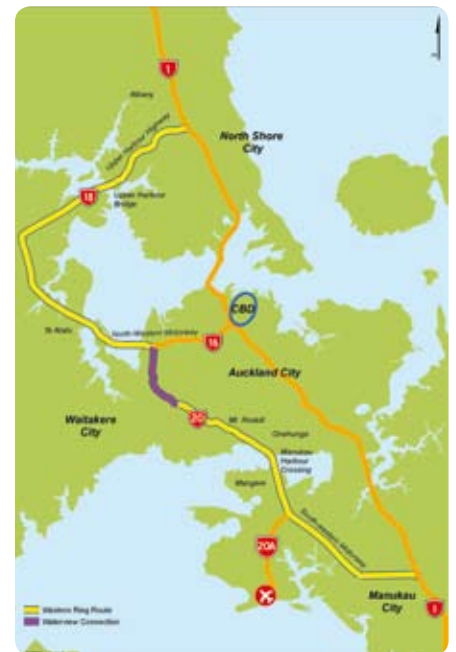 1
Albany
Upper Harbour Highway
North Shore
City
18
Upper Harbour
Bridge
CBD
Te Atatu
North-Western Motorway
16
Auckland City
Waitakere
City
20
Mt. Roskill
Onehunga
Manukau
Harbour
Crossing
Mangere
South-Western Motorway
20A
Manukau
City
1
Western Ring Route
Waterview Connection